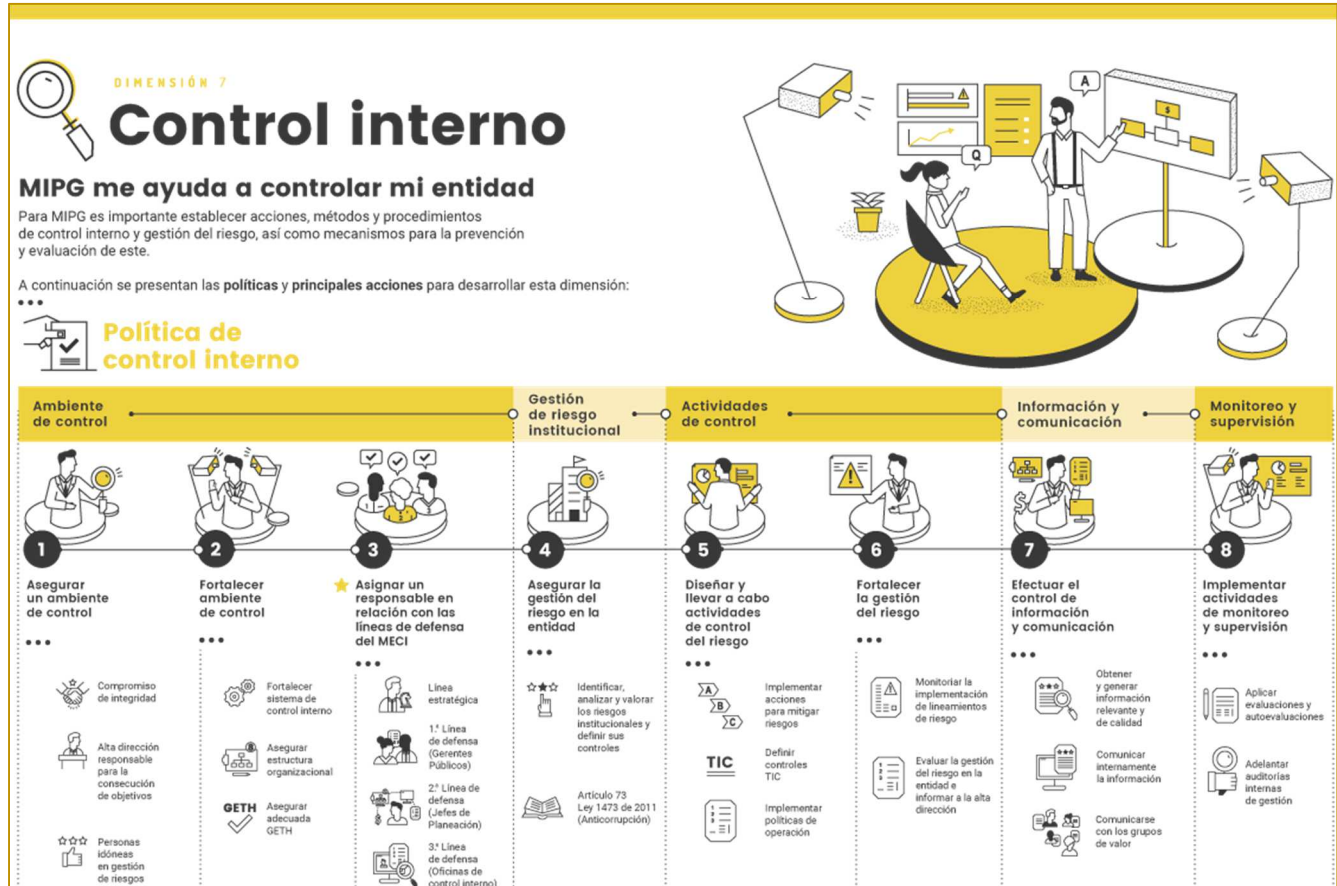 DIMENSIÓN 7
Control interno
MIPG me ayuda a controlar mi entidad
Para MIPG es importante establecer acciones, métodos y procedimientos
de control interno y gestión del riesgo, así como mecanismos para la prevención
y evaluación de este.
A continuación se presentan las políticas y principales acciones para desarrollar esta dimensión:
Q
A
$
Política de
control interno
Ambiente
de control
Gestión
de riesgo
institucional
Actividades
de control
Información y
comunicación
Monitoreo y
supervisión
1
Asegurar
un ambiente
de control
Compromiso
de integridad
Alta dirección
responsable
para la
consecución
de objetivos
Personas
idóneas
en gestión
de riesgos
2
Fortalecer
ambiente
de control
Fortalecer
sistema de
control interno
Asegurar
estructura
organizacional
GETH
Asegurar
adecuada
GETH
3
Asignar un
responsable en
relación con las
líneas de defensa
del MECI
Línea
estratégica
1.ª Línea
de defensa
(Gerentes
Públicos)
2.ª Línea de
defensa
(Jefes de
Planeación)
3.ª Línea
de defensa
(Oficinas de
control interno)
4
Asegurar la
gestión del
riesgo en la
entidad
Identificar,
analizar y valorar
los riesgos
institucionales y
definir sus
controles
Artículo 73
Ley 1473 de 2011
(Anticorrupción)
5
Diseñar y
llevar a cabo
actividades
de control
del riesgo
A
B
C
Implementar
acciones
para mitigar
riesgos
TIC
Definir
controles
TIC
Implementar
políticas de
operación
6
Fortalecer
la gestión
del riesgo
Monitoriar la
implementación
de lineamientos
de riesgo
Evaluar la gestión
del riesgo en la
entidad e
informar a la alta
dirección
7
Efectuar el
control de
información
y comunicación
Obtener
y generar
información
relevante y
de calidad
Comunicar
internamente
la información
Comunicarse
con los grupos
de valor
8
Implementar
actividades
de monitoreo
y supervisión
Aplicar
evaluaciones y
autoevaluaciones
Adelantar
auditorías
internas
de gestión